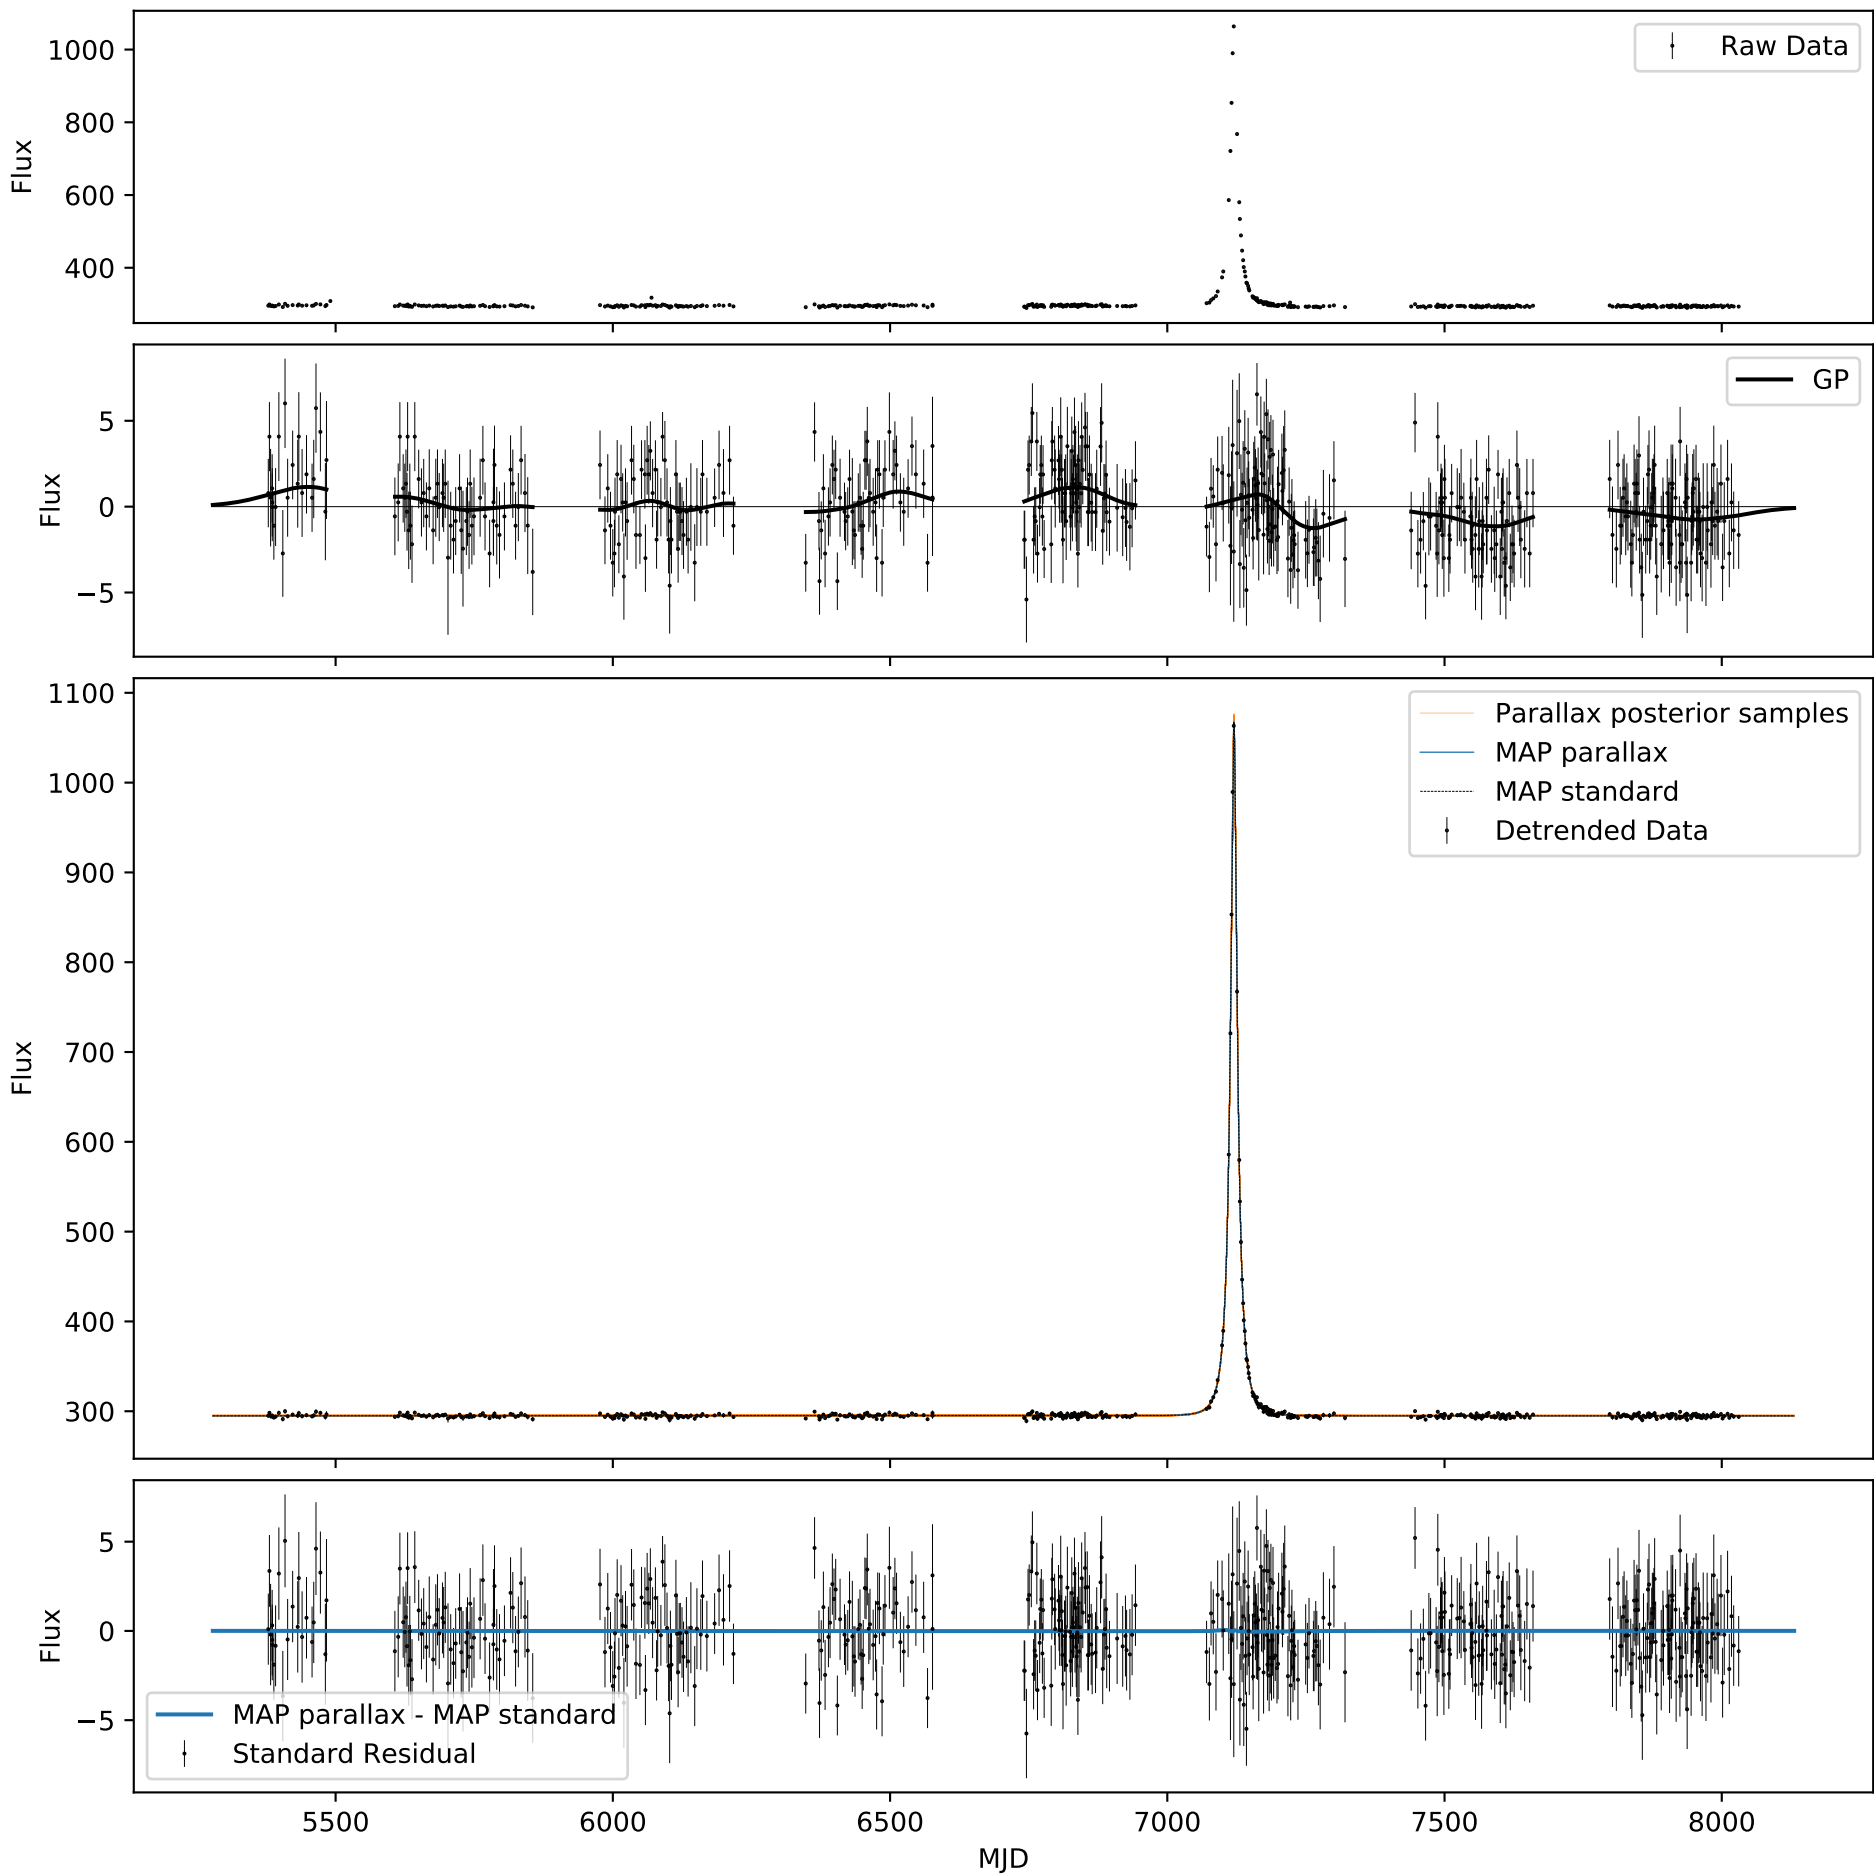 1000
800
600
400
Flux
Raw Data
5
0
−5
Flux
GP
1100
1000
900
800
700
600
500
400
300
Flux
Parallax posterior samples
MAP parallax
MAP standard
Detrended Data
5
0
−5
Flux
MAP parallax - MAP standard
Standard Residual
5500 6000 6500 7000 7500 8000
MJD